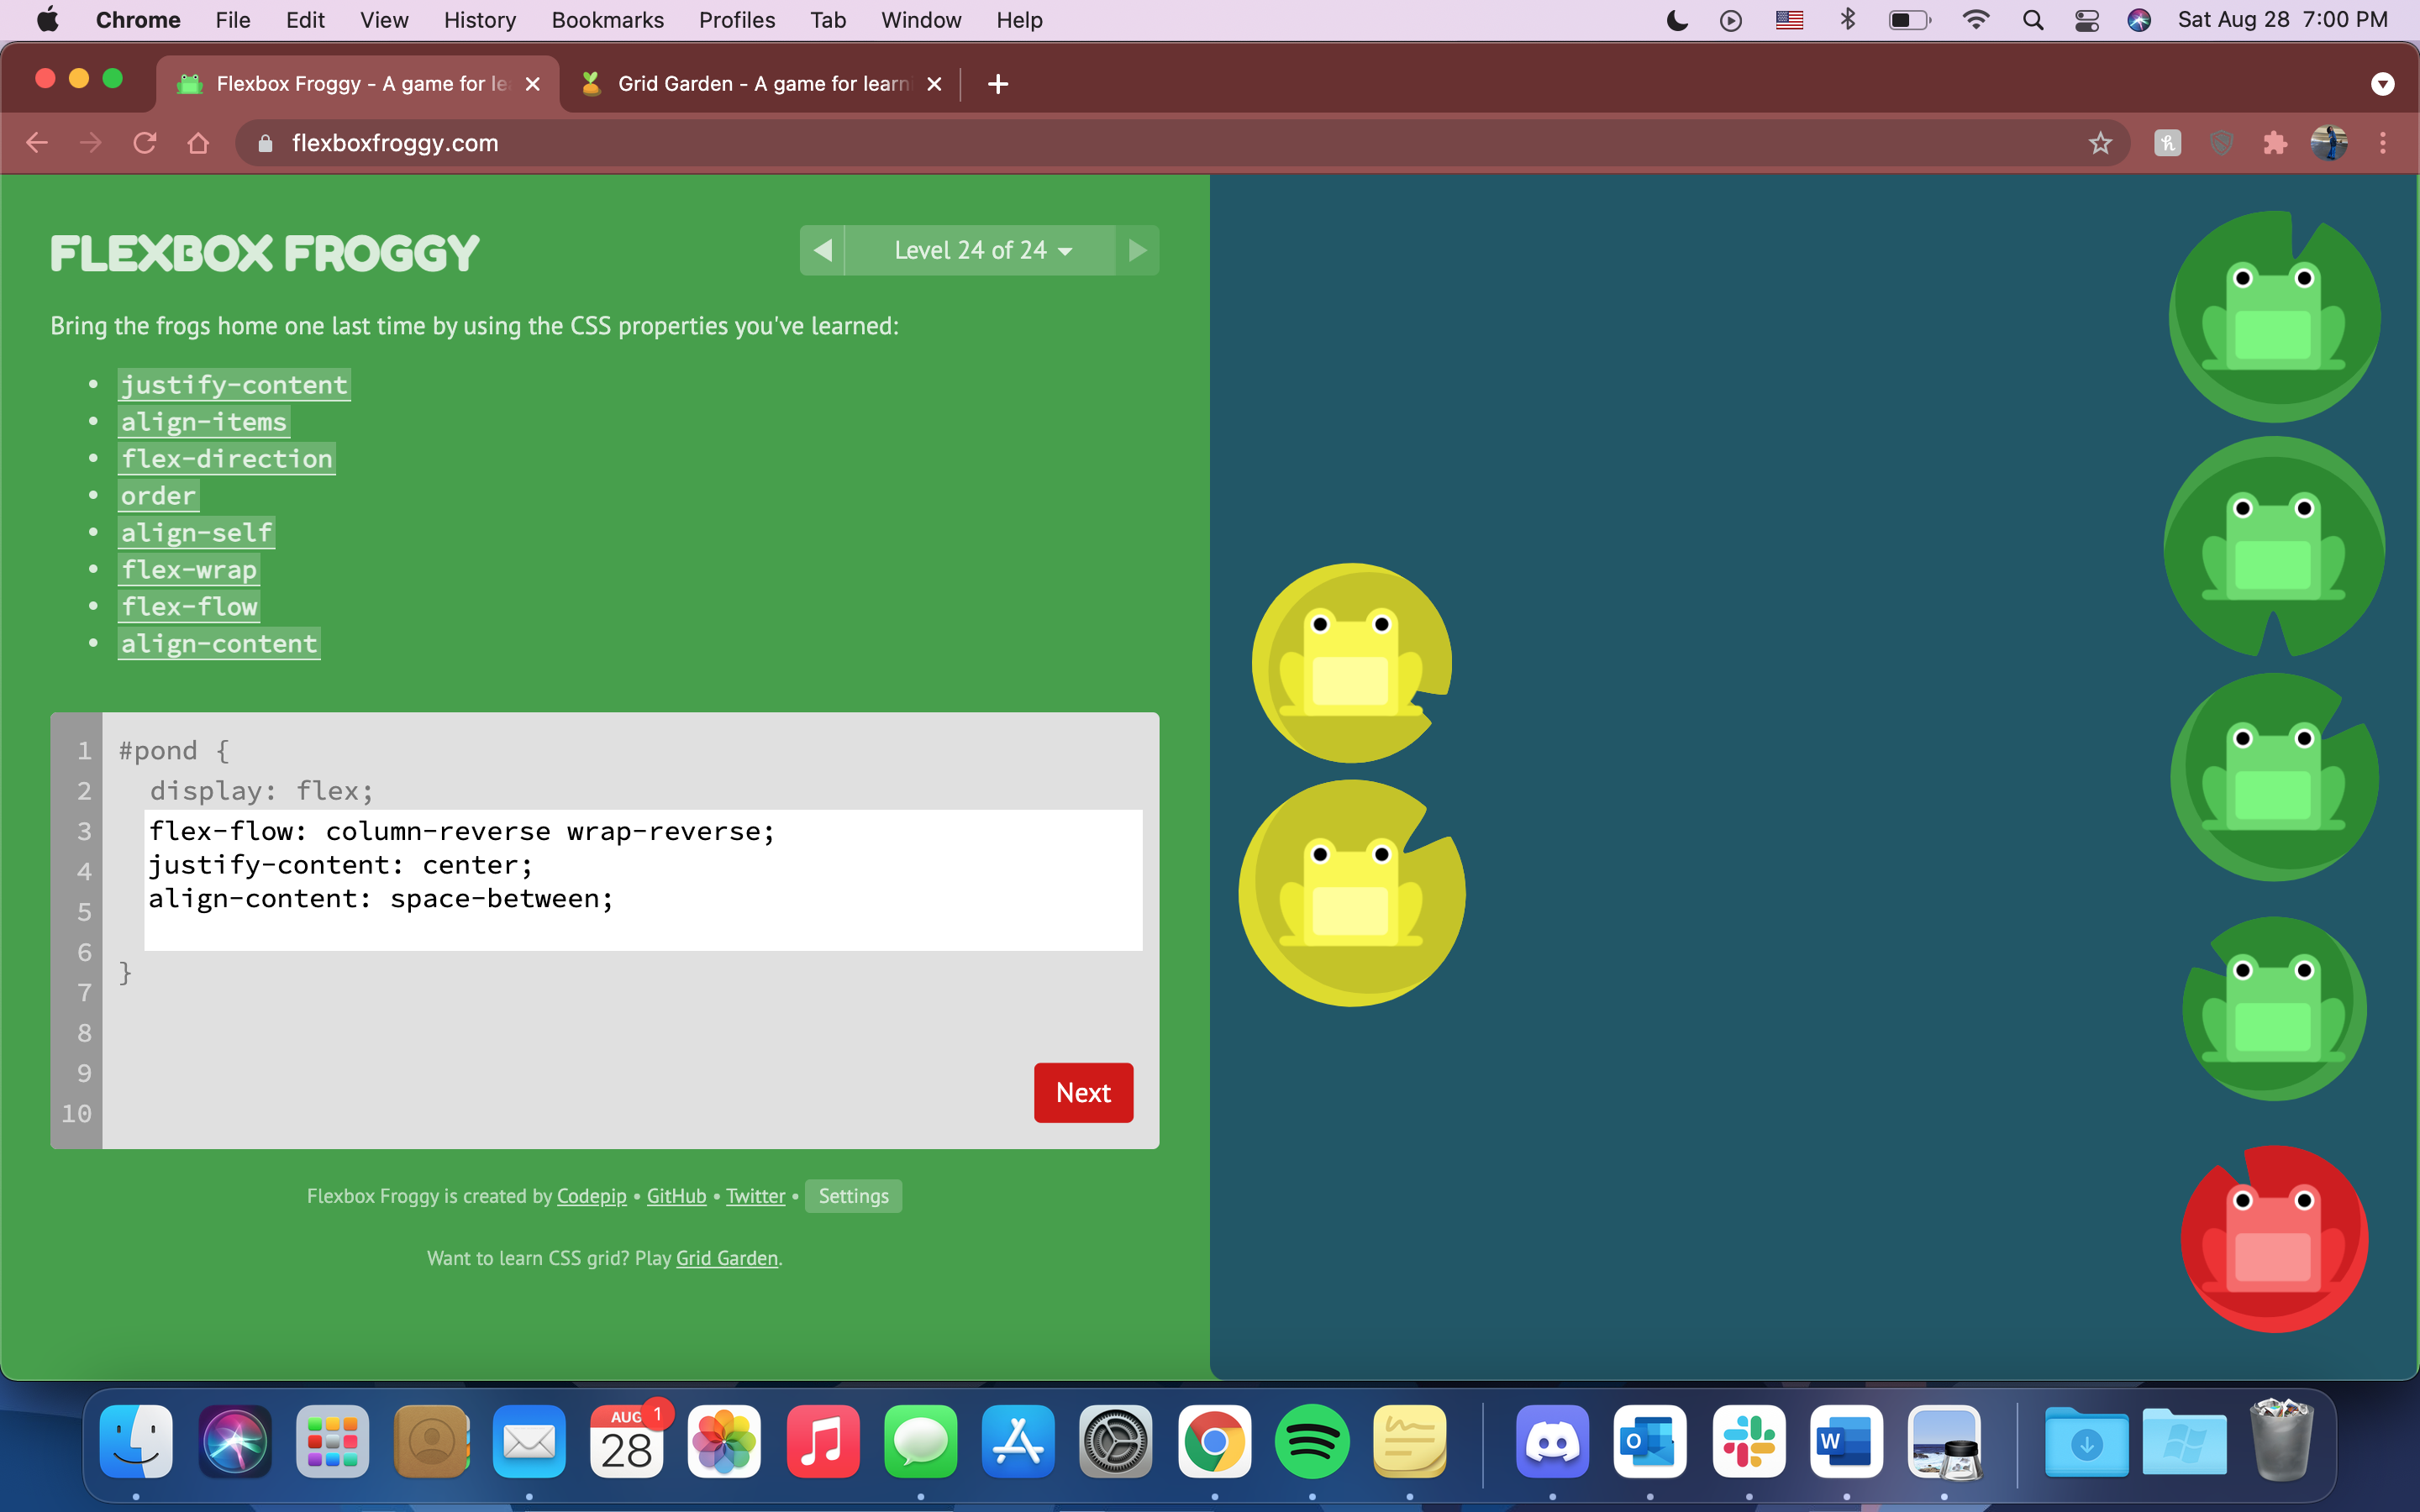 Chrome File Edit View History Bookmarks Profiles Tab Window Help Sat Aug 28 7:00 PM
Flexbox Froggy - A game for le Grid Garden - A game for learn
flexboxfroggy.com
FLEXBOX FROGGY
Level 24 of 24
Bring the frogs home one last time by using the CSS properties you've learned:
• justify-content
• align-items
• flex-direction
• order
• align-self
• flex-wrap
• flex-flow
• align-content
1 #pond {
2 display: flex;
3 flex-flow: column-reverse wrap-reverse;
4 justify-content: center;
5 align-content: space-between;
6 }
7
8
9
10
Next
Flexbox Froggy is created by Codepip • GitHub • Twitter • Settings
Want to learn CSS grid? Play Grid Garden.
AUG 1
28
O
W